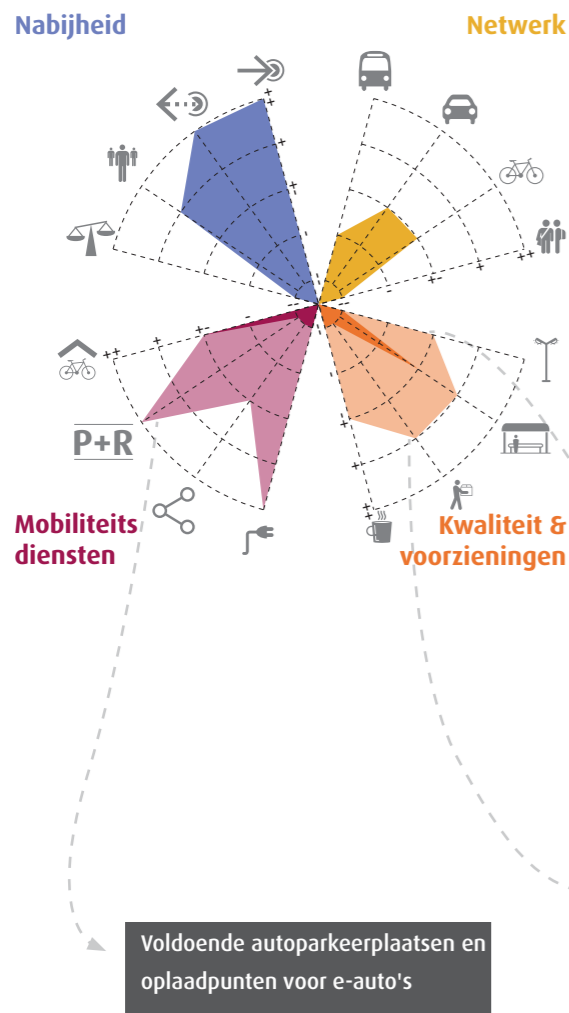 Nabijheid
Netwerk
P+R
Mobiliteits
diensten
Kwaliteit &
voorzieningen
Voldoende autoparkeerplaatsen en
oplaadpunten voor e-auto's